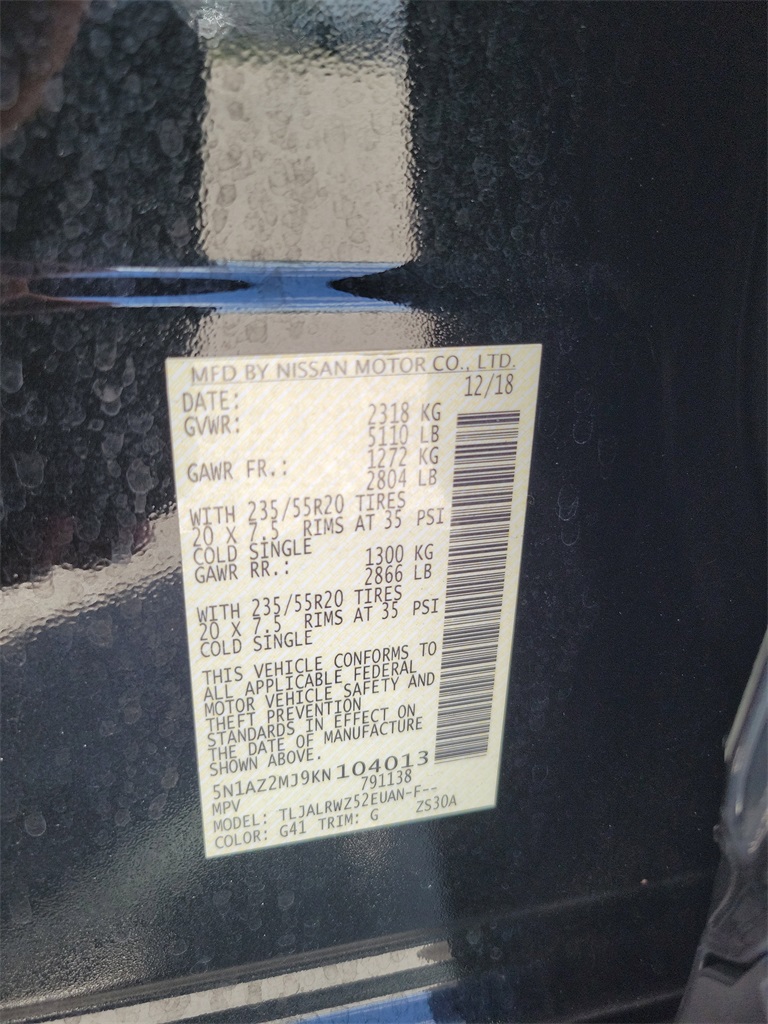 MFD BY NISSAN MOTOR CO., LTD.
DATE: 12/18
GVWR: 2318 KG
5110 LB
GAWR FR.: 1272 KG
2804 LB
WITH 235/55R20 TIRES
20 X 7.5 RIMS AT 35 PSI
COLD SINGLE
GAWR RR.: 1300 KG
2866 LB
WITH 235/55R20 TIRES
20 X 7.5 RIMS AT 35 PSI
COLD SINGLE
THIS VEHICLE CONFORMS TO
ALL APPLICABLE FEDERAL
MOTOR VEHICLE SAFETY AND
THEFT PREVENTION
STANDARDS IN EFFECT ON
THE DATE OF MANUFACTURE
SHOWN ABOVE.
5N1AZ2MJ9KN104013
MPV 791138
MODEL: TLJALRWZ52EUAN-F--
COLOR: G41 TRIM: G ZS30A